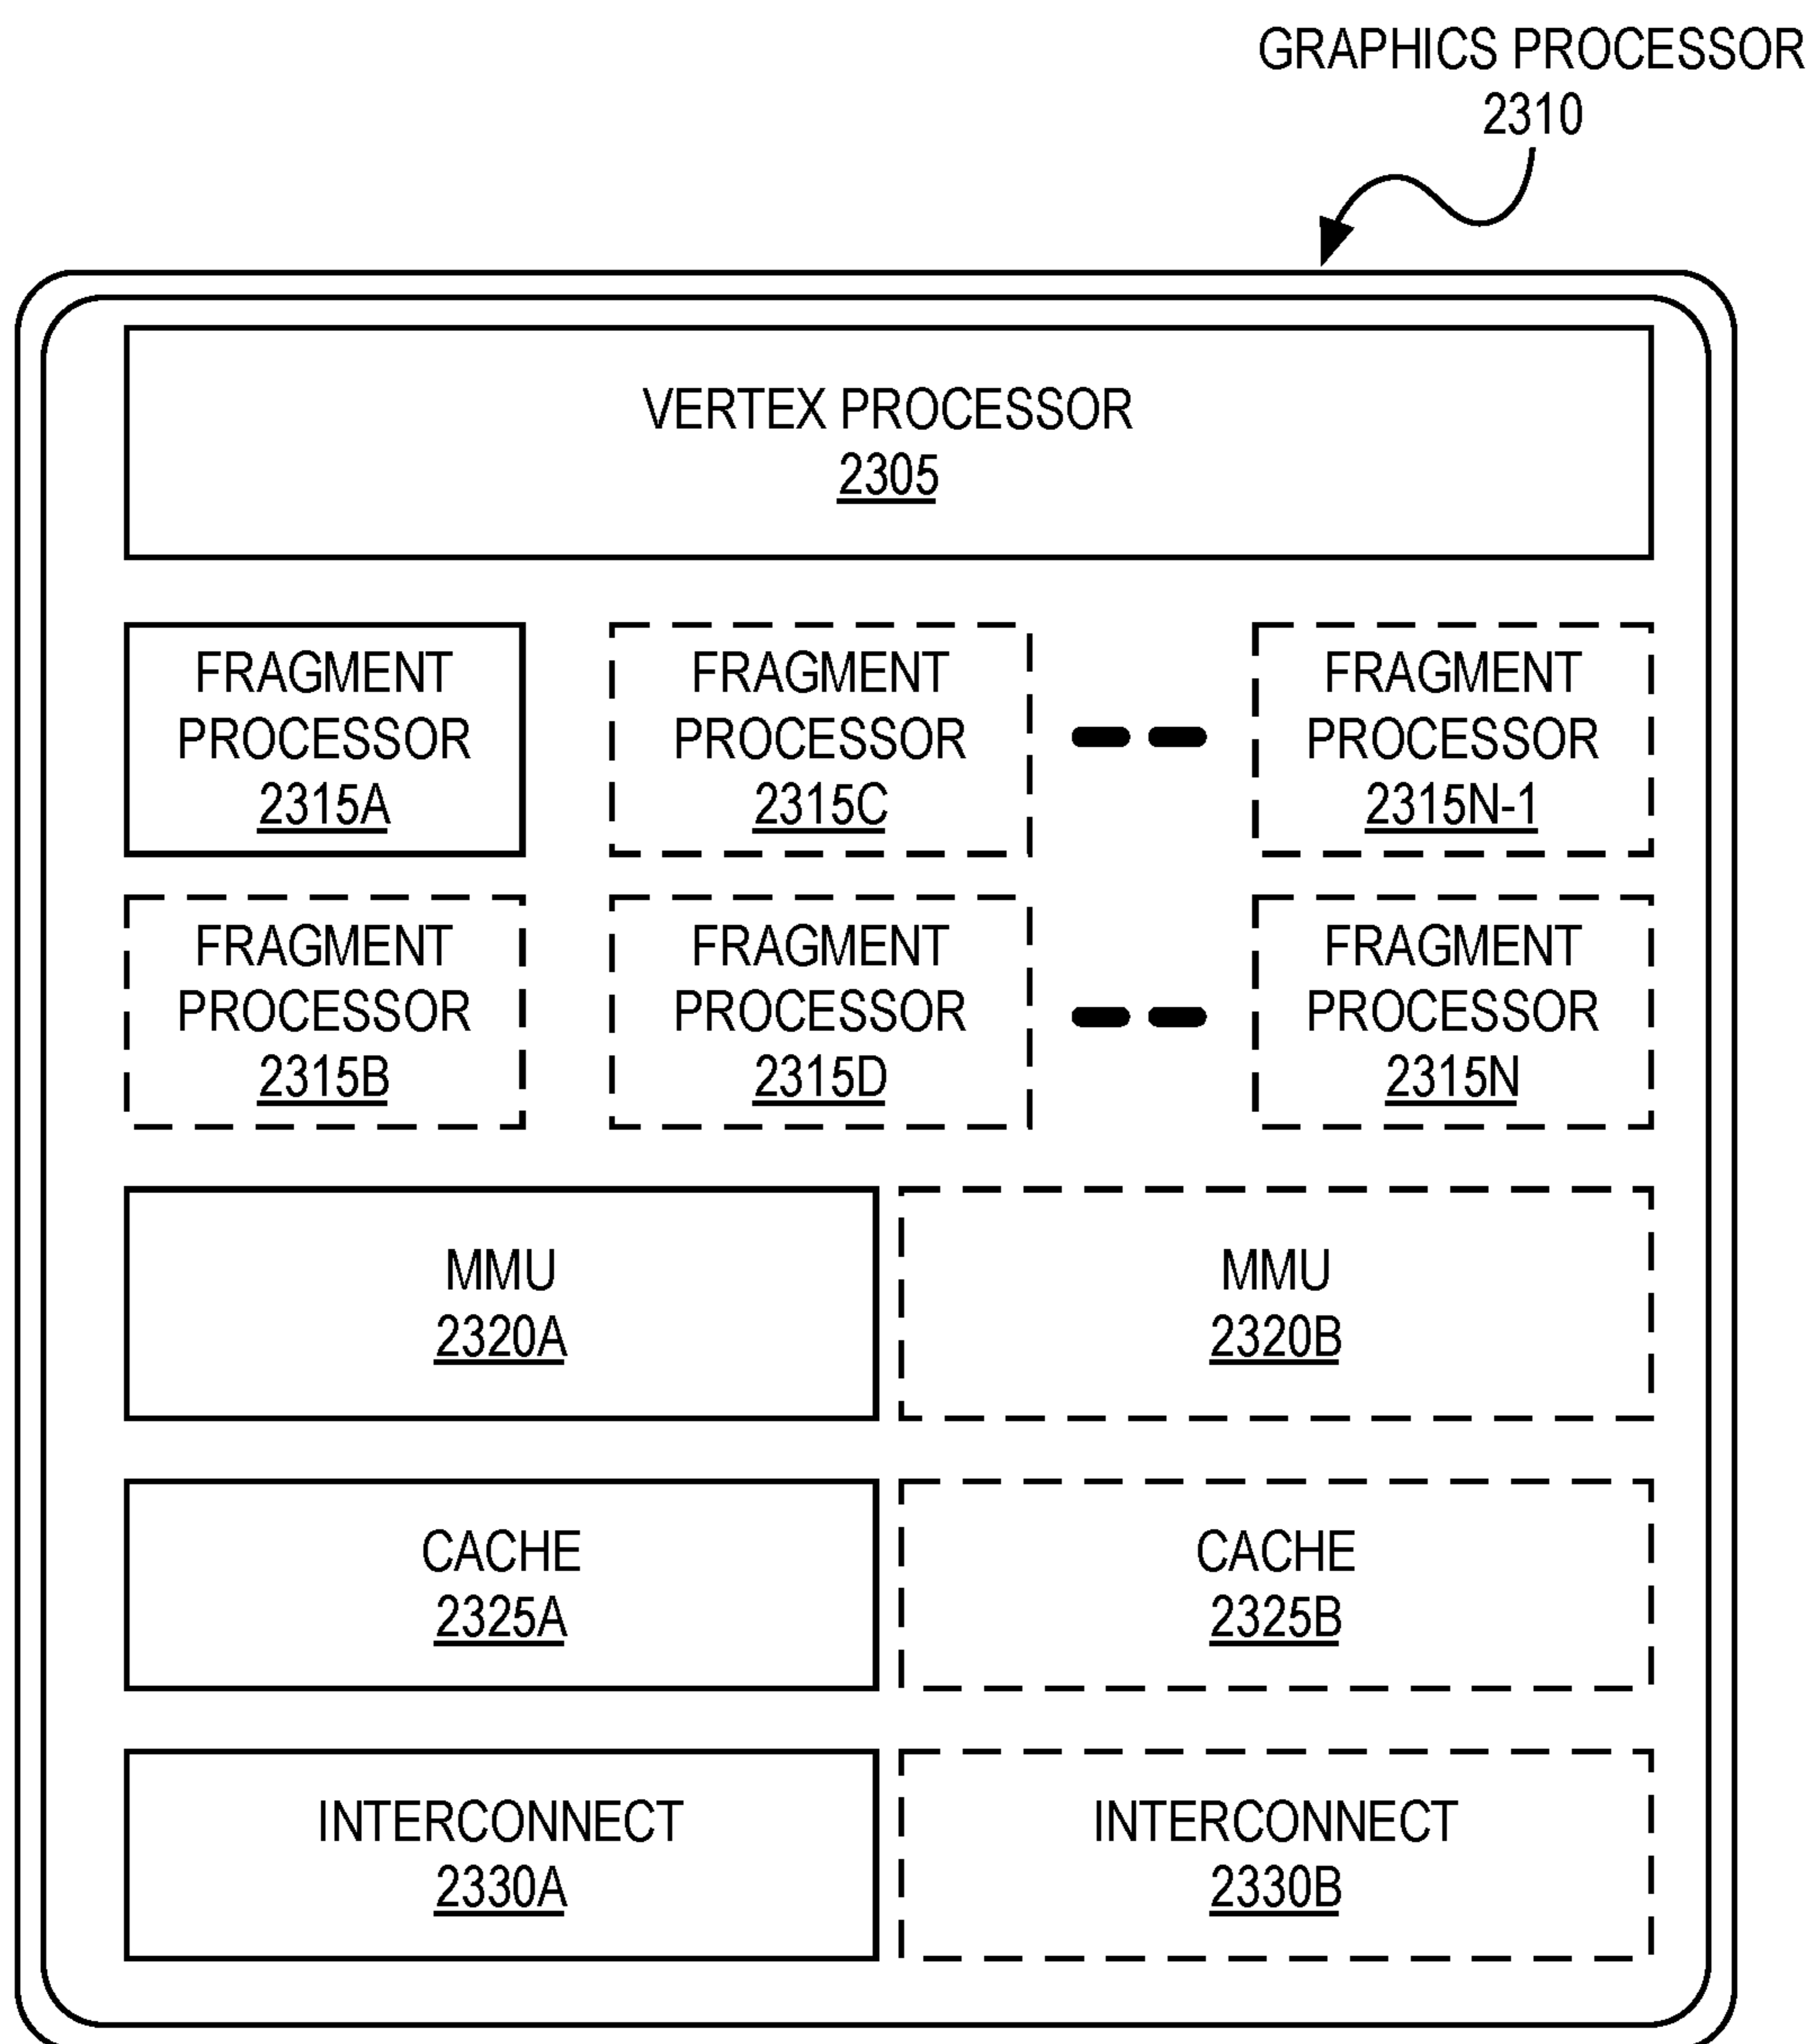 GRAPHICS PROCESSOR
2310
VERTEX PROCESSOR
2305
FRAGMENT
PROCESSOR
2315A
FRAGMENT
PROCESSOR
2315C
FRAGMENT
PROCESSOR
2315N-1
FRAGMENT
PROCESSOR
2315B
FRAGMENT
PROCESSOR
2315D
FRAGMENT
PROCESSOR
2315N
MMU
2320A
MMU
2320B
CACHE
2325A
CACHE
2325B
INTERCONNECT
2330A
INTERCONNECT
2330B